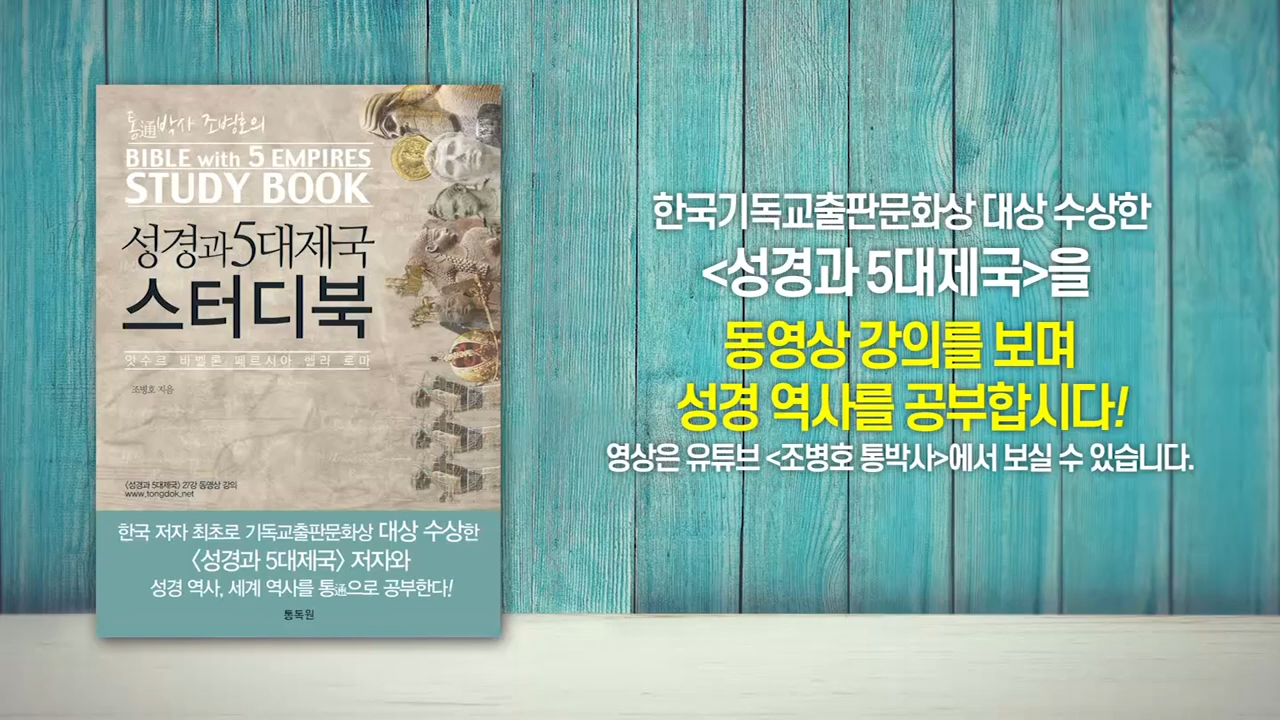 통通박사 조병호의
BIBLE with 5 EMPIRES
STUDY BOOK
성경과5대제국
스터디북
앗수르 바벨론 페르시아 헬라 로마
조병호 지음
〈성경과 5대제국〉 27강 동영상 강의
www.tongdok.net
한국 저자 최초로 기독교출판문화상 대상 수상한
〈성경과 5대제국〉 저자와
성경 역사, 세계 역사를 통通으로 공부한다!
통독원
한국기독교출판문화상 대상 수상한
<성경과 5대제국>을
동영상 강의를 보며
성경 역사를 공부합시다!
영상은 유튜브 <조병호 통박사>에서 보실 수 있습니다.